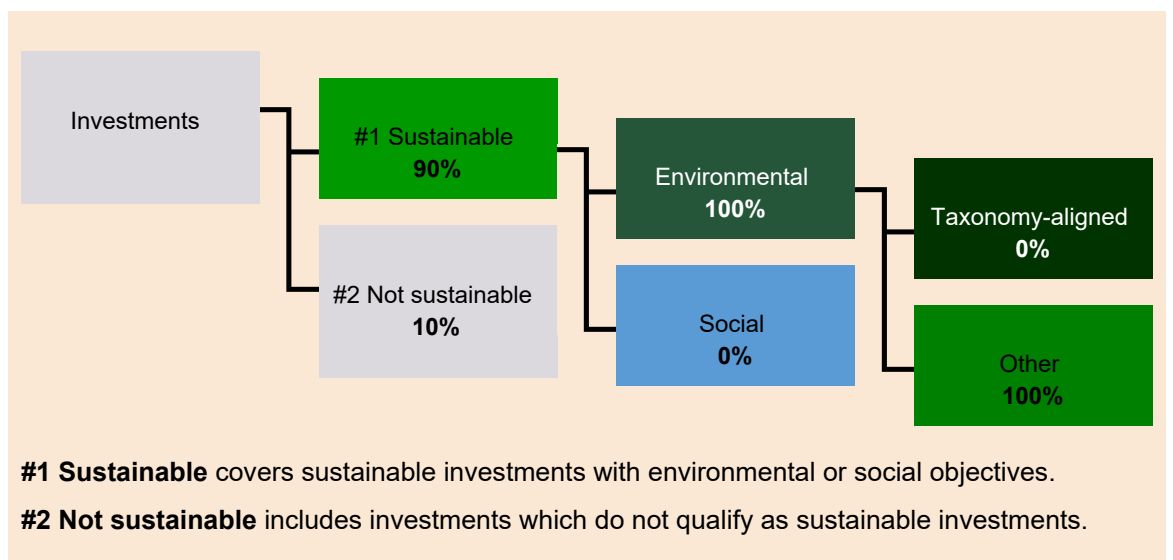 Investments
#1 Sustainable
90%
#2 Not sustainable
10%
Environmental
100%
Social
0%
Taxonomy-aligned
0%
Other
100%
#1 Sustainable covers sustainable investments with environmental or social objectives.
#2 Not sustainable includes investments which do not qualify as sustainable investments.